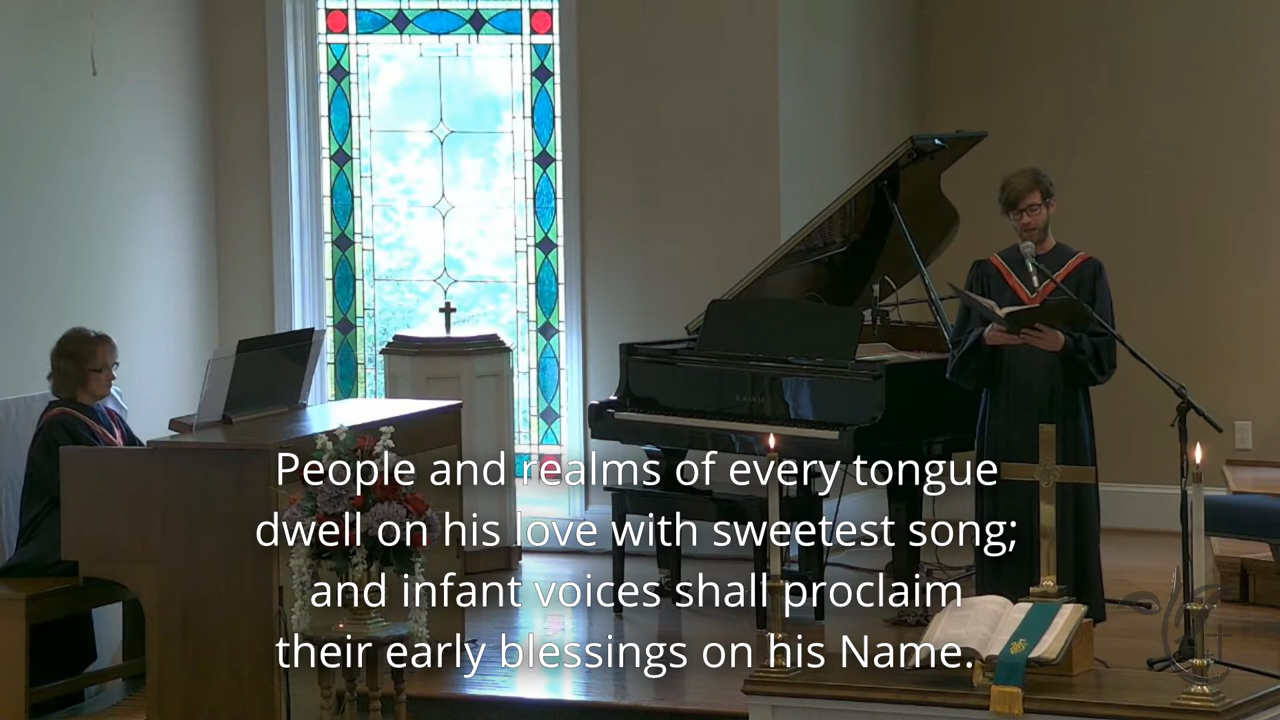 People and realms of every tongue
dwell on his love with sweetest song;
and infant voices shall proclaim
their early blessings on his Name.